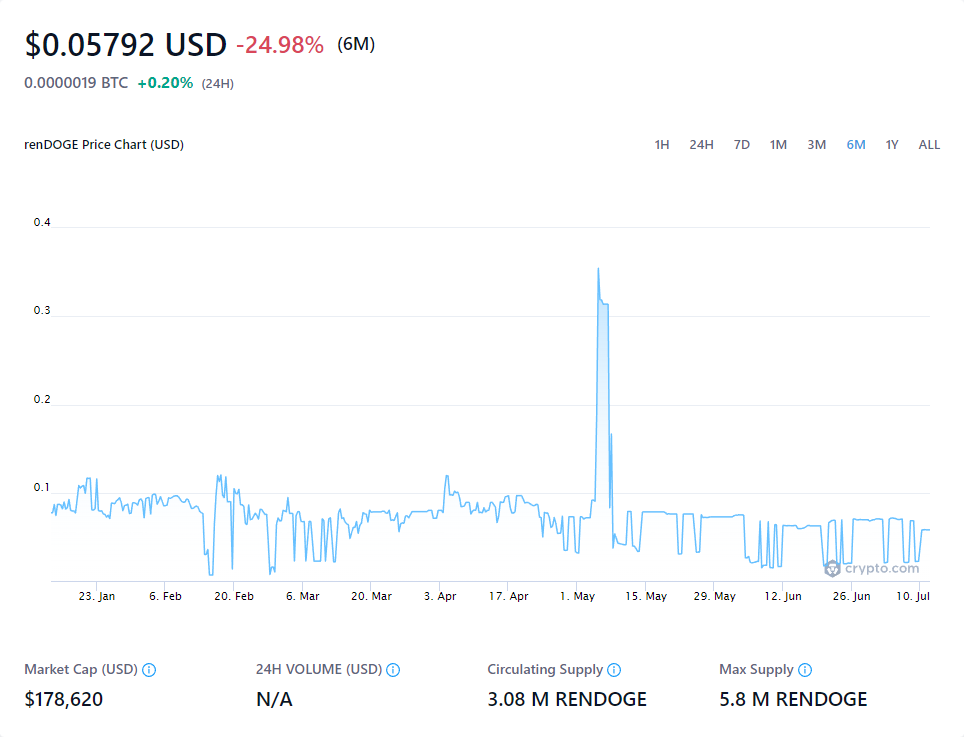 $0.05792 USD -24.98% (6M)
0.0000019 BTC +0.20% (24H)
renDOGE Price Chart (USD) 1H 24H 7D 1M 3M 6M 1Y ALL
0.4
0.3
0.2
0.1
crypto.com
23. Jan 6. Feb 20. Feb 6. Mar 20. Mar 3. Apr 17. Apr 1. May 15. May 29. May 12. Jun 26. Jun 10. Jul
Market Cap (USD) 24H VOLUME (USD) Circulating Supply Max Supply
$178,620 N/A 3.08 M RENDOGE 5.8 M RENDOGE